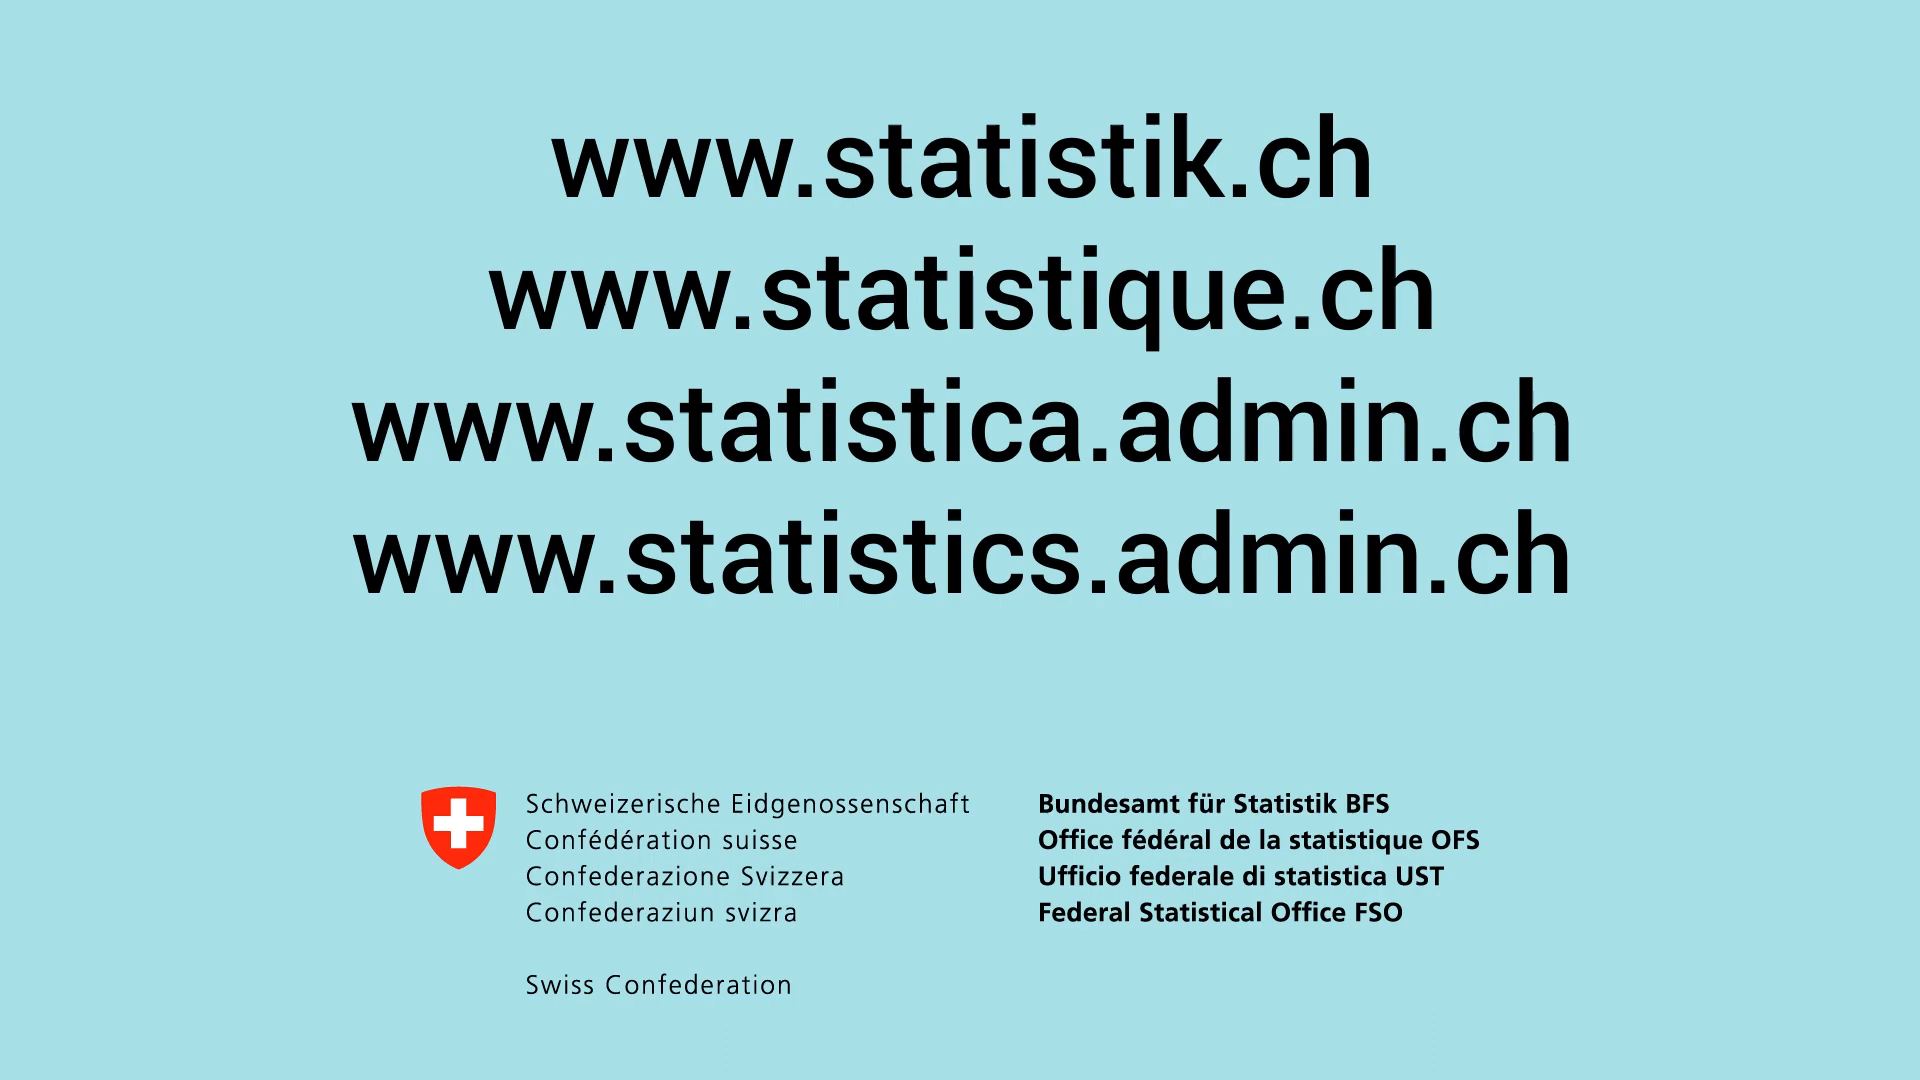 www.statistik.ch
www.statistique.ch
www.statistica.admin.ch
www.statistics.admin.ch
Schweizerische Eidgenossenschaft
Confédération suisse
Confederazione Svizzera
Confederaziun svizra
Swiss Confederation
Bundesamt für Statistik BFS
Office fédéral de la statistique OFS
Ufficio federale di statistica UST
Federal Statistical Office FSO